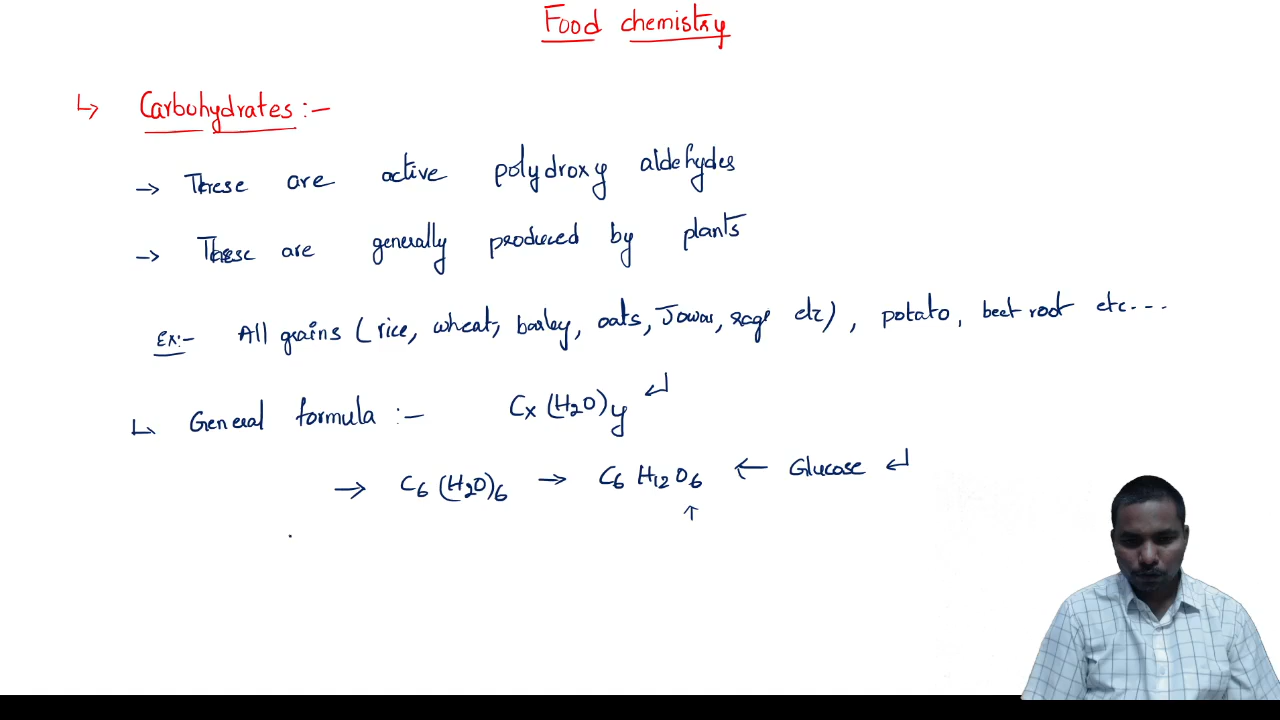 Food chemistry
↳ Carbohydrates :-
→ These are active polydroxy aldehydes
→ These are generally produced by plants
Ex:- All grains (rice, wheat, barley, oats, Jowar, etc), potato, beet root etc...
↳ General formula :- Cx (H2O)y ↵
→ C6 (H2O)6 → C6 H12 O6 ← Glucose ↵
↑